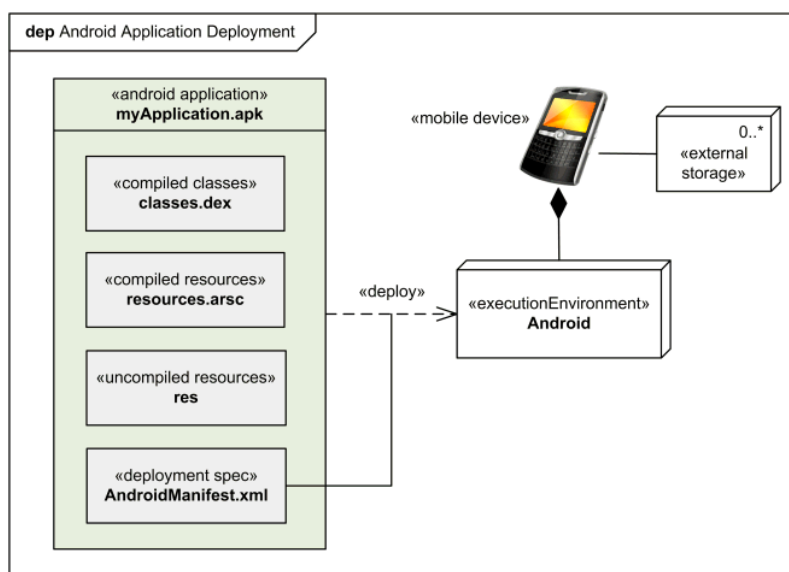 dep Android Application Deployment
«android application»
myApplication.apk
«compiled classes»
classes.dex
«compiled resources»
resources.arsc
«uncompiled resources»
res
«deployment spec»
AndroidManifest.xml
«deploy»
«mobile device»
0..*
«external
storage»
«executionEnvironment»
Android